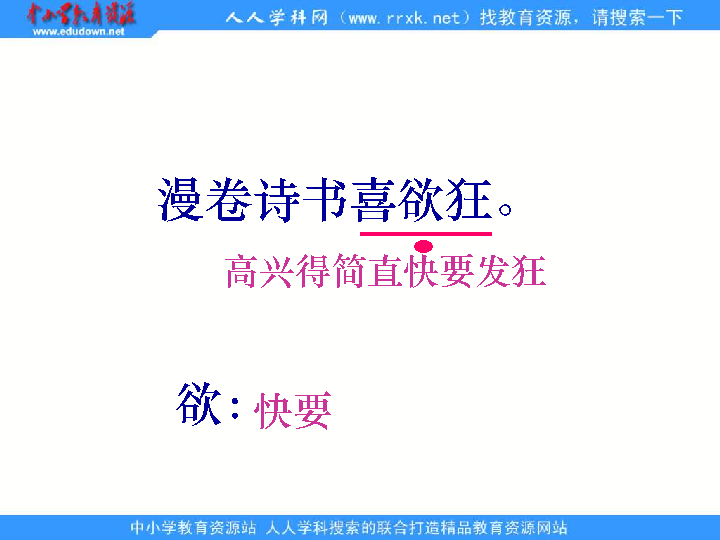 中小学教育资源
www.edudown.net
人人学科网（www.rrxk.net）找教育资源，请搜索一下
漫卷诗书喜欲狂。
高兴得简直快要发狂
欲：快要
中小学教育资源站 人人学科搜索的联合打造精品教育资源网站